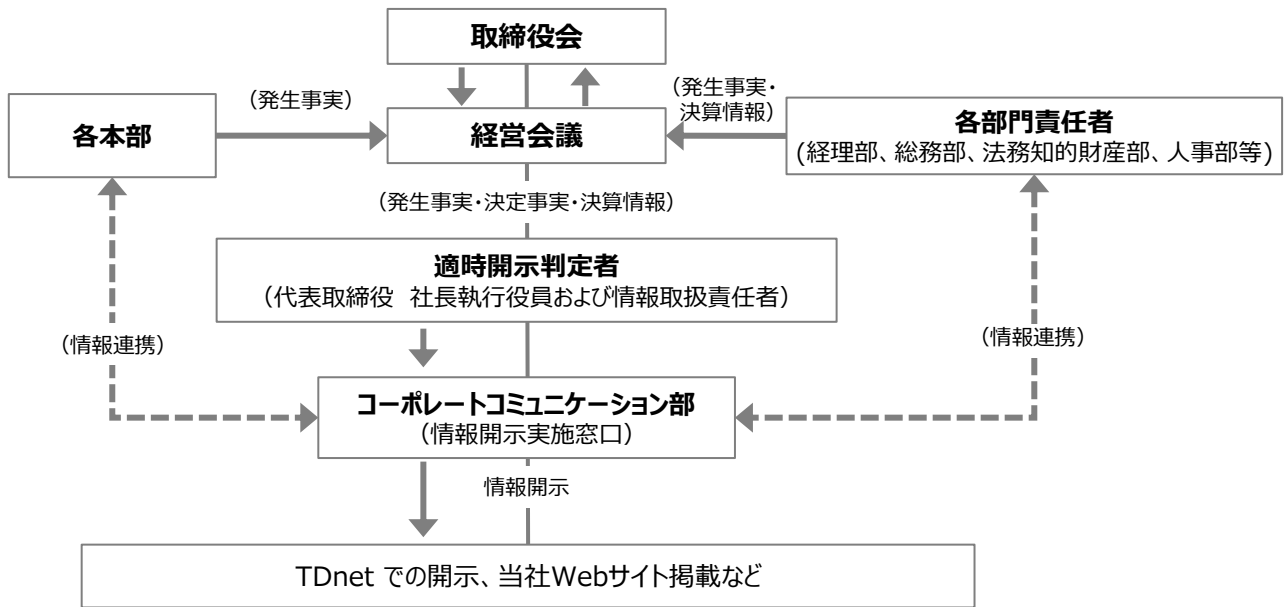 取締役会
(発生事実)
(発生事実・
決算情報)
各本部
経営会議
各部門責任者
(経理部、総務部、法務知的財産部、人事部等)
(発生事実・決定事実・決算情報)
適時開示判定者
(代表取締役　社長執行役員および情報取扱責任者)
(情報連携)
(情報連携)
コーポレートコミュニケーション部
(情報開示実施窓口)
情報開示
TDnet での開示、当社Webサイト掲載など